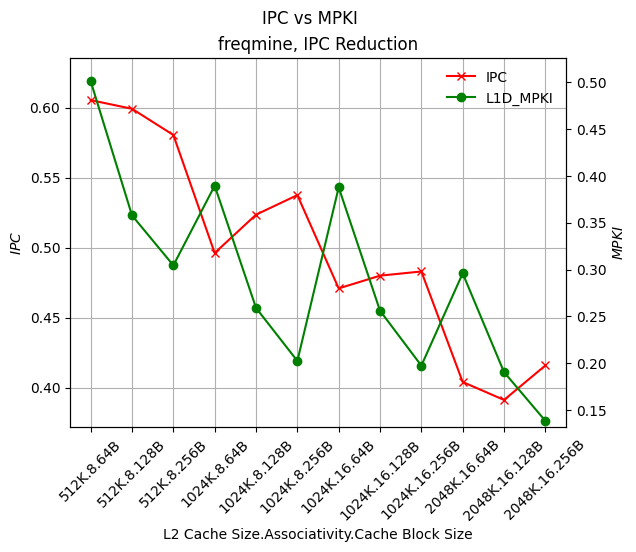 IPC vs MPKI
freqmine, IPC Reduction
IPC
L1D_MPKI
0.60
0.55
0.50
0.45
0.40
IPC
0.50
0.45
0.40
0.35
0.30
0.25
0.20
0.15
MPKI
512K.8.64B
512K.8.128B
512K.8.256B
1024K.8.64B
1024K.8.128B
1024K.8.256B
1024K.16.64B
1024K.16.128B
1024K.16.256B
2048K.16.64B
2048K.16.128B
2048K.16.256B
L2 Cache Size.Associativity.Cache Block Size